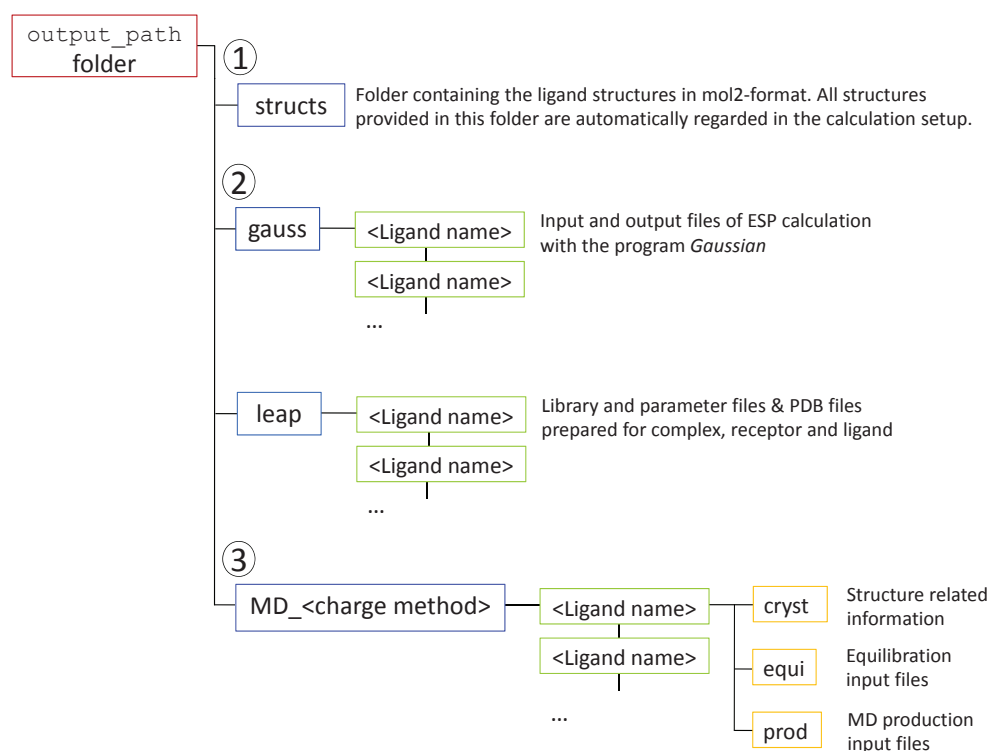 output_path
folder
1
structs
Folder containing the ligand structures in mol2-format. All structures
provided in this folder are automatically regarded in the calculation setup.
2
gauss
<Ligand name>
<Ligand name>
...
Input and output files of ESP calculation
with the program Gaussian
leap
<Ligand name>
<Ligand name>
...
Library and parameter files & PDB files
prepared for complex, receptor and ligand
3
MD_<charge method>
<Ligand name>
<Ligand name>
...
cryst
Structure related
information
equi
Equilibration
input files
prod
MD production
input files